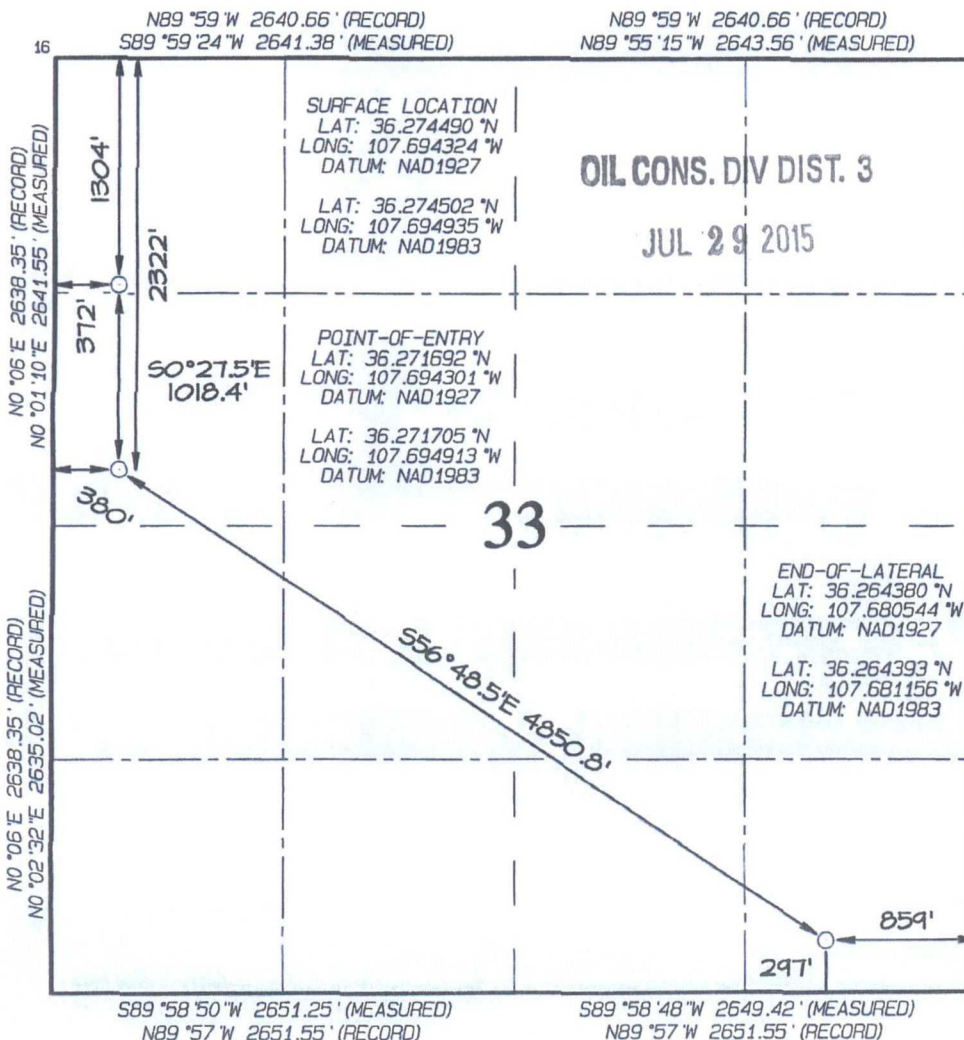 N89°59'W 2640.66' (RECORD)
S89°59'24"W 2641.38' (MEASURED)
N89°59'W 2640.66' (RECORD)
N89°55'15"W 2643.56' (MEASURED)
16
SURFACE LOCATION
LAT: 36.274490 °N
LONG: 107.694324 °W
DATUM: NAD1927
LAT: 36.274502 °N
LONG: 107.694935 °W
DATUM: NAD1983
OIL CONS. DIV DIST. 3
JUL 29 2015
1304'
2322'
372'
N0°06'E 2638.35' (RECORD)
N0°01'10"E 2641.55' (MEASURED)
S0°27.5'E
1018.4'
POINT-OF-ENTRY
LAT: 36.271692 °N
LONG: 107.694301 °W
DATUM: NAD1927
LAT: 36.271705 °N
LONG: 107.694913 °W
DATUM: NAD1983
380'
33
END-OF-LATERAL
LAT: 36.264380 °N
LONG: 107.680544 °W
DATUM: NAD1927
LAT: 36.264393 °N
LONG: 107.681156 °W
DATUM: NAD1983
N0°06'E 2638.35' (RECORD)
N0°02'32"E 2635.02' (MEASURED)
S56°48.5'E 4850.8'
859'
297'
S89°58'50"W 2651.25' (MEASURED)
N89°57'W 2651.55' (RECORD)
S89°58'48"W 2649.42' (MEASURED)
N89°57'W 2651.55' (RECORD)